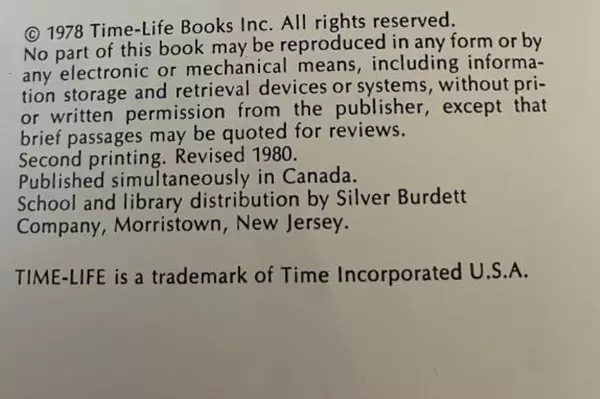 © 1978 Time-Life Books Inc. All rights reserved.
No part of this book may be reproduced in any form or by
any electronic or mechanical means, including informa-
tion storage and retrieval devices or systems, without pri-
or written permission from the publisher, except that
brief passages may be quoted for reviews.
Second printing. Revised 1980.
Published simultaneously in Canada.
School and library distribution by Silver Burdett
Company, Morristown, New Jersey.
TIME-LIFE is a trademark of Time Incorporated U.S.A.